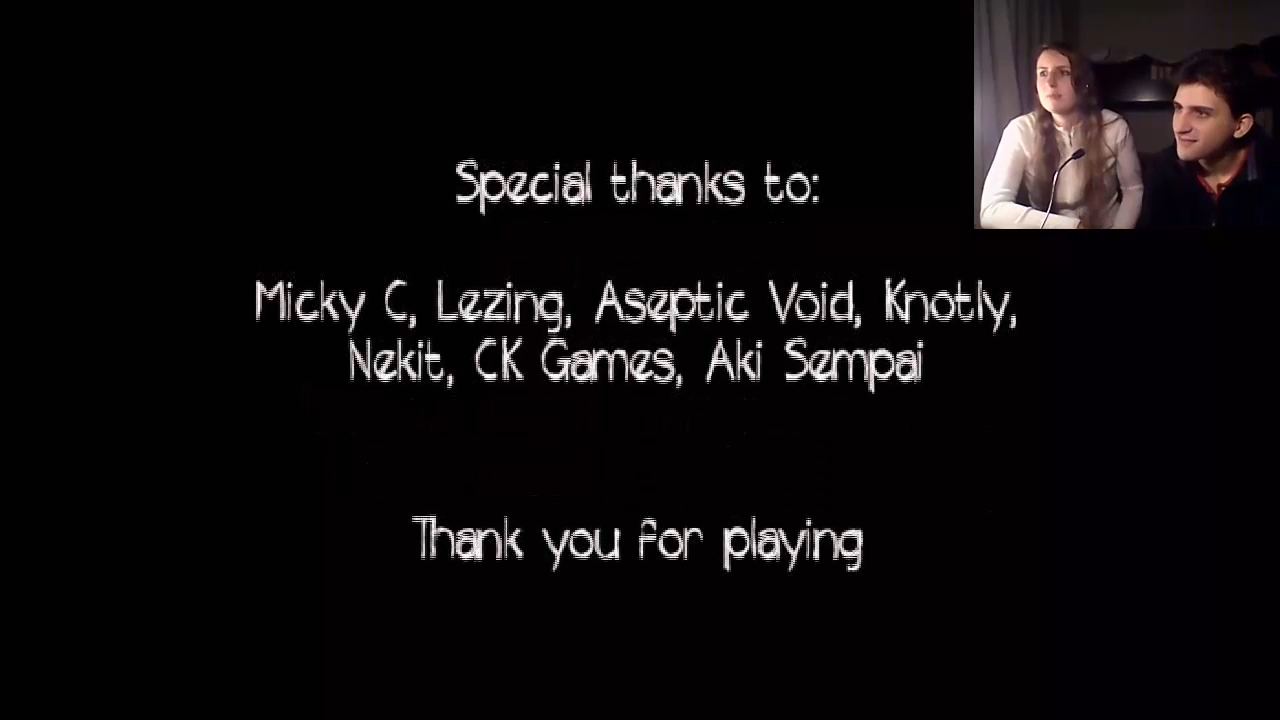 Special thanks to:
Micky C, Lezing, Aseptic Void, Knotly,
Nekit, CK Games, Aki Sempai
Thank you for playing